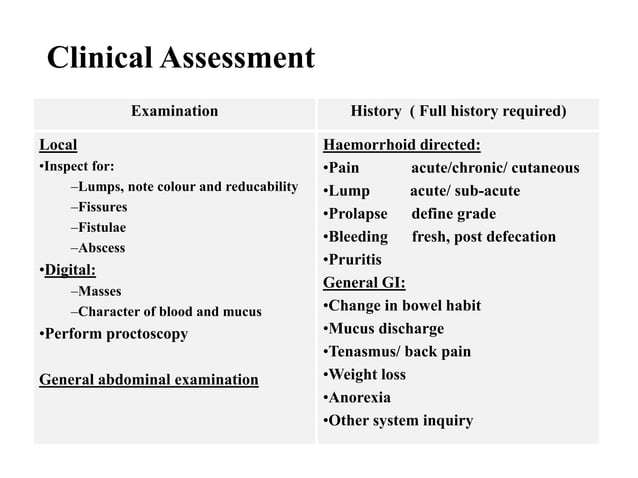 Clinical Assessment
Examination
Local
•Inspect for:
–Lumps, note colour and reducability
–Fissures
–Fistulae
–Abscess
•Digital:
–Masses
–Character of blood and mucus
•Perform proctoscopy
General abdominal examination
History ( Full history required)
Haemorrhoid directed:
•Pain acute/chronic/ cutaneous
•Lump acute/ sub-acute
•Prolapse define grade
•Bleeding fresh, post defecation
•Pruritis
General GI:
•Change in bowel habit
•Mucus discharge
•Tenasmus/ back pain
•Weight loss
•Anorexia
•Other system inquiry